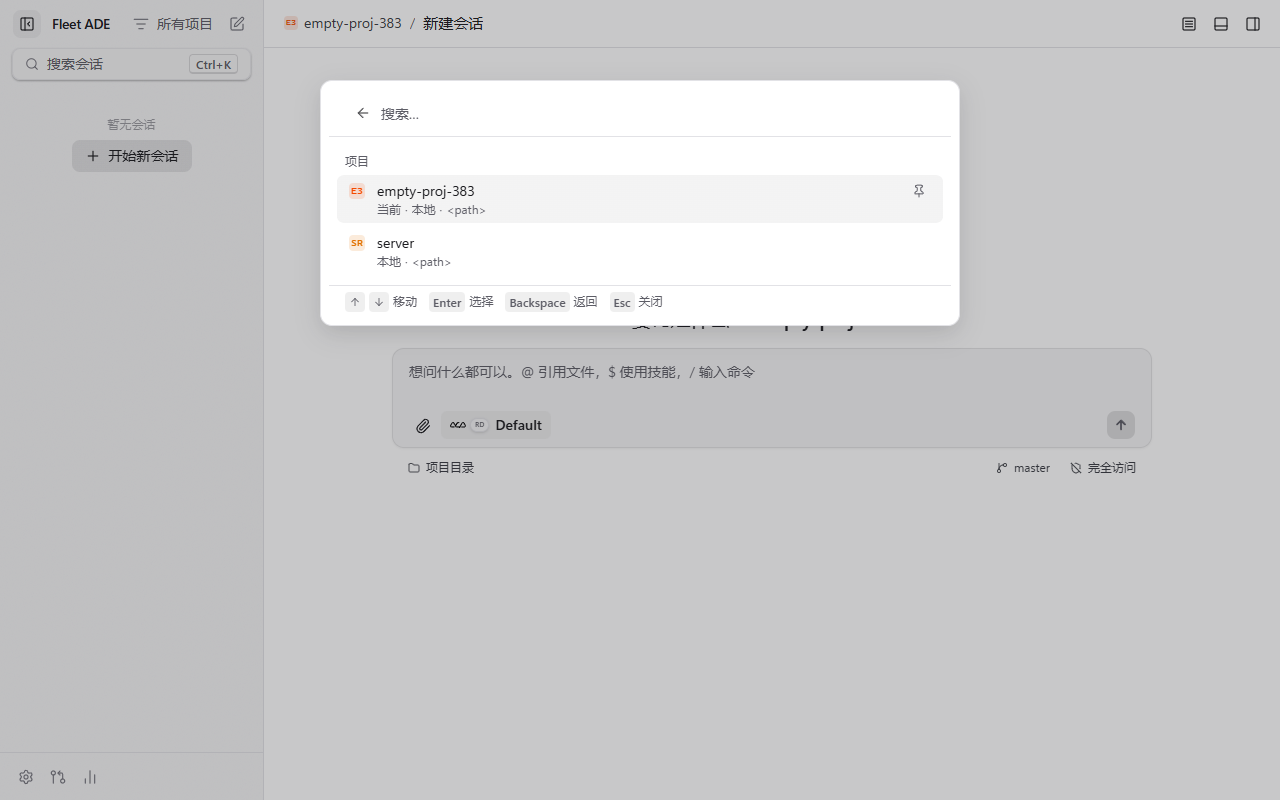 Fleet ADE
所有项目
搜索会话
Ctrl+K
暂无会话
开始新会话
E3 empty-proj-383 / 新建会话
搜索...
项目
E3 empty-proj-383
当前 · 本地 · <path>
SR server
本地 · <path>
↑ ↓ 移动 Enter 选择 Backspace 返回 Esc 关闭
想问什么都可以。@ 引用文件，$ 使用技能，/ 输入命令
RD Default
项目目录
master
完全访问